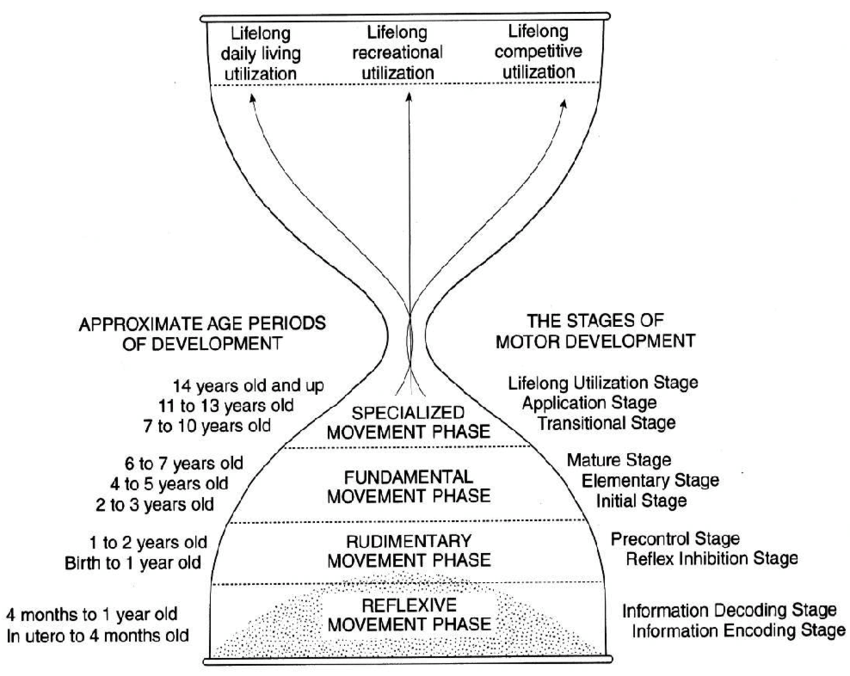 Lifelong
daily living
utilization
Lifelong
recreational
utilization
Lifelong
competitive
utilization
APPROXIMATE AGE PERIODS
OF DEVELOPMENT
THE STAGES OF
MOTOR DEVELOPMENT
14 years old and up
11 to 13 years old
7 to 10 years old
SPECIALIZED
MOVEMENT PHASE
Lifelong Utilization Stage
Application Stage
Transitional Stage
6 to 7 years old
4 to 5 years old
2 to 3 years old
FUNDAMENTAL
MOVEMENT PHASE
Mature Stage
Elementary Stage
Initial Stage
1 to 2 years old
Birth to 1 year old
RUDIMENTARY
MOVEMENT PHASE
Precontrol Stage
Reflex Inhibition Stage
4 months to 1 year old
In utero to 4 months old
REFLEXIVE
MOVEMENT PHASE
Information Decoding Stage
Information Encoding Stage